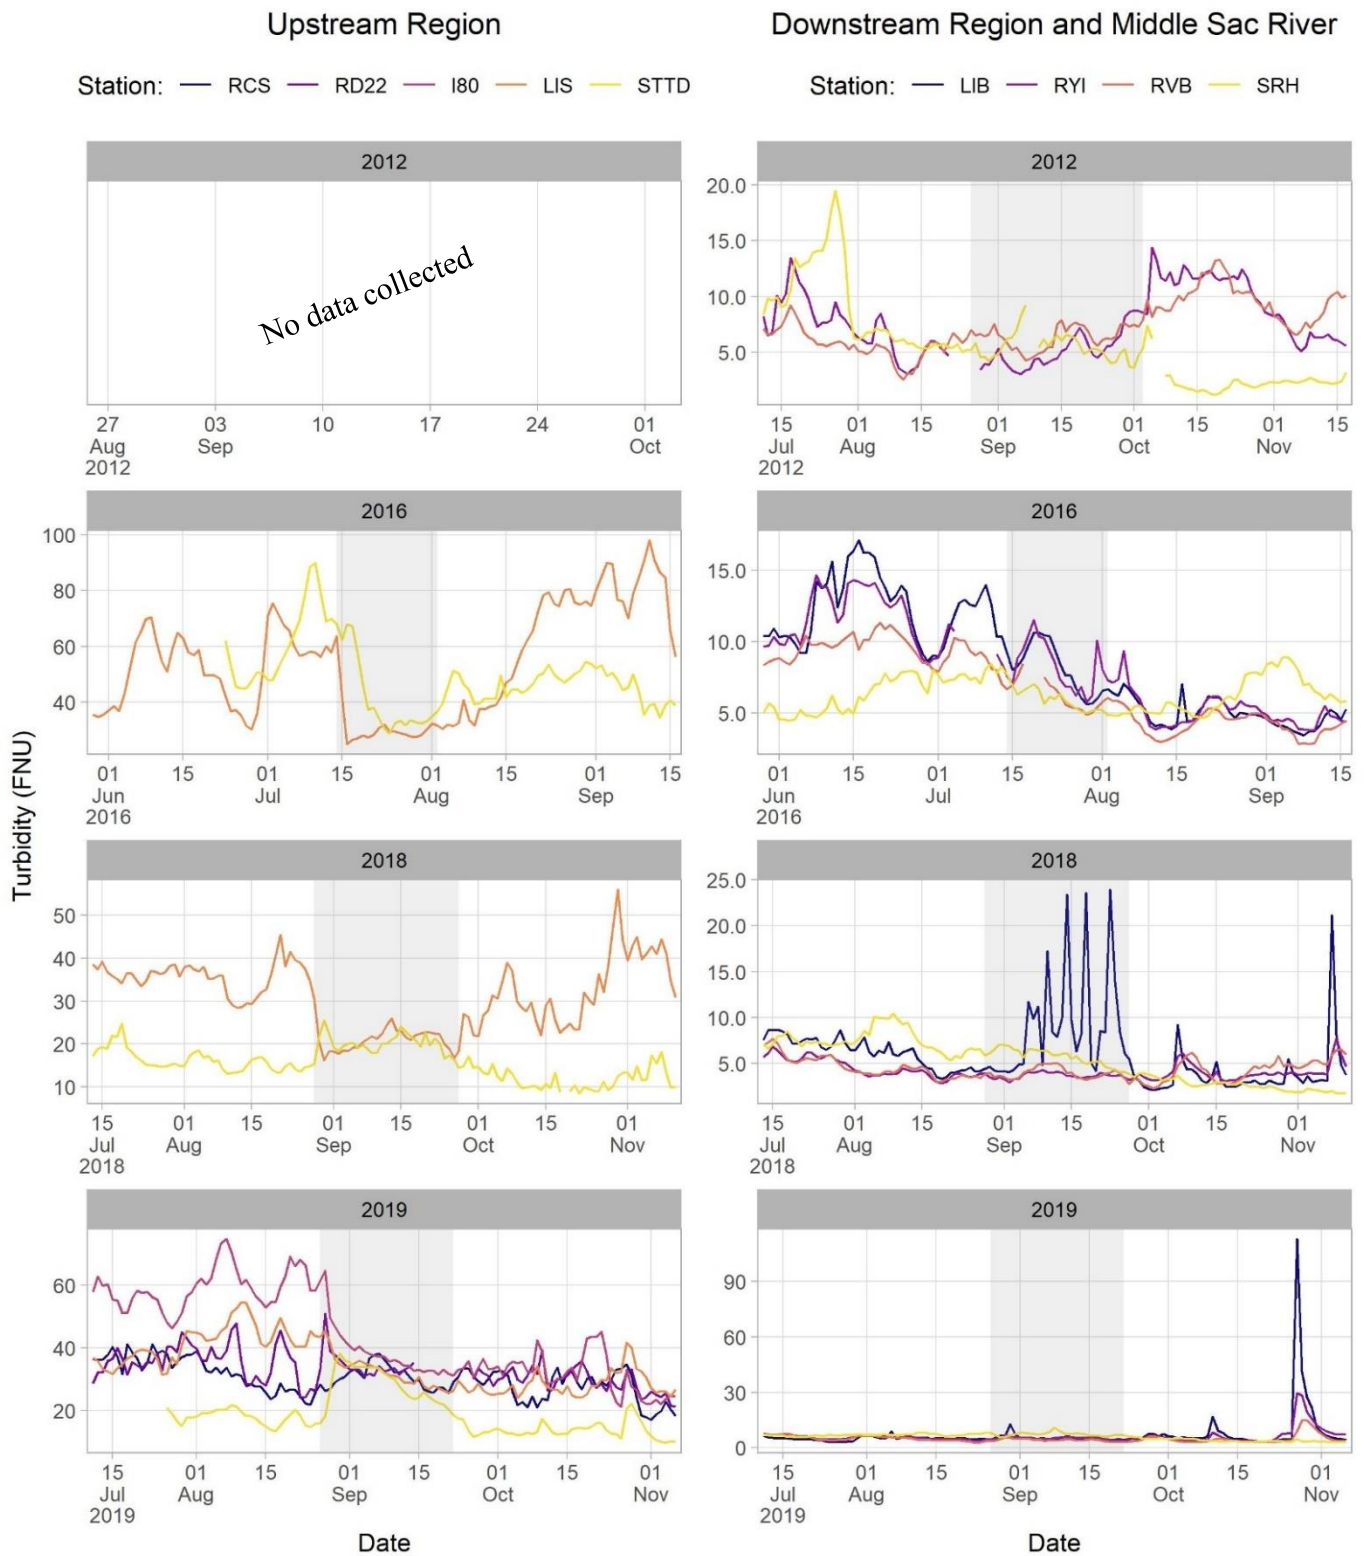 Upstream Region
Downstream Region and Middle Sac River
Station: RCS RD22 I80 LIS STTD
Station: LIB RYI RVB SRH
2012
No data collected
27 03 10 17 24 01
Aug Sep Oct
2012
2012
20.0
15.0
10.0
5.0
15 01 15 01 15 01 15 01 15
Jul Aug Sep Oct Nov
2012
Turbidity (FNU)
2016
100
80
60
40
01 15 01 15 01 15 01 15
Jun Jul Aug Sep
2016
2016
15.0
10.0
5.0
01 15 01 15 01 15 01 15
Jun Jul Aug Sep
2016
2018
50
40
30
20
10
15 01 15 01 15 01 15 01
Jul Aug Sep Oct Nov
2018
2018
25.0
20.0
15.0
10.0
5.0
15 01 15 01 15 01 15 01
Jul Aug Sep Oct Nov
2018
2019
60
40
20
15 01 15 01 15 01 15 01
Jul Aug Sep Oct Nov
2019
Date
2019
90
60
30
0
15 01 15 01 15 01 15 01
Jul Aug Sep Oct Nov
2019
Date